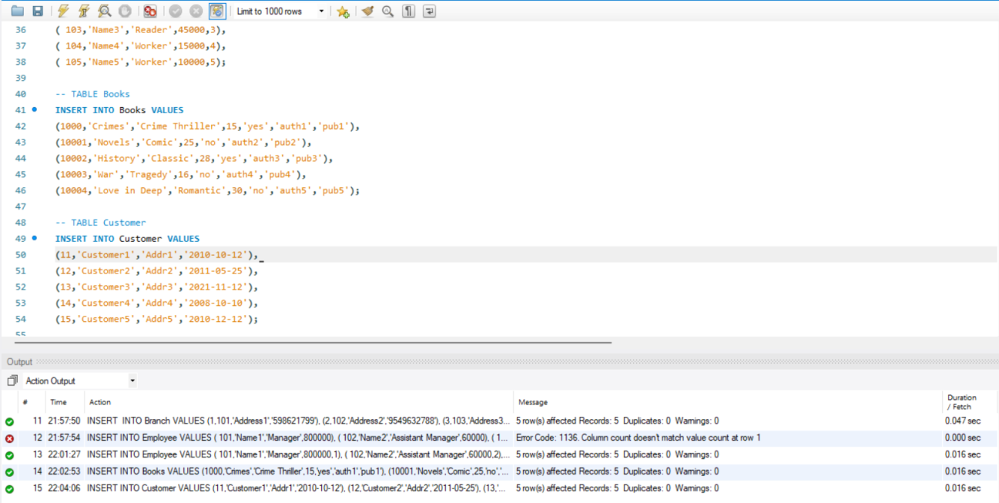 Limit to 1000 rows
36 ( 103,'Name3','Reader',45000,3),
37 ( 104,'Name4','Worker',15000,4),
38 ( 105,'Name5','Worker',10000,5);
39
40 -- TABLE Books
41 INSERT INTO Books VALUES
42 (1000,'Crimes','Crime Thriller',15,'yes','auth1','pub1'),
43 (10001,'Novels','Comic',25,'no','auth2','pub2'),
44 (10002,'History','Classic',28,'yes','auth3','pub3'),
45 (10003,'War','Tragedy',16,'no','auth4','pub4'),
46 (10004,'Love in Deep','Romantic',30,'no','auth5','pub5');
47
48 -- TABLE Customer
49 INSERT INTO Customer VALUES
50 (11,'Customer1','Addr1','2010-10-12'),
51 (12,'Customer2','Addr2','2011-05-25'),
52 (13,'Customer3','Addr3','2021-11-12'),
53 (14,'Customer4','Addr4','2008-10-10'),
54 (15,'Customer5','Addr5','2010-12-12');
55
Output
Action Output
# Time Action Message Duration / Fetch
11 21:57:50 INSERT INTO Branch VALUES (1,101,'Address1','598621799'), (2,102,'Address2','9549632788'), (3,103,'Address3... 5 row(s) affected Records: 5 Duplicates: 0 Warnings: 0 0.047 sec
12 21:57:54 INSERT INTO Employee VALUES ( 101,'Name1','Manager',800000), ( 102,'Name2','Assistant Manager',60000), ( 1... Error Code: 1136. Column count doesn't match value count at row 1 0.000 sec
13 22:01:27 INSERT INTO Employee VALUES ( 101,'Name1','Manager',800000,1), ( 102,'Name2','Assistant Manager',60000,2),... 5 row(s) affected Records: 5 Duplicates: 0 Warnings: 0 0.016 sec
14 22:02:53 INSERT INTO Books VALUES (1000,'Crimes','Crime Thriller',15,'yes','auth1','pub1'), (10001,'Novels','Comic',25,'no','... 5 row(s) affected Records: 5 Duplicates: 0 Warnings: 0 0.016 sec
15 22:04:06 INSERT INTO Customer VALUES (11,'Customer1','Addr1','2010-10-12'), (12,'Customer2','Addr2','2011-05-25'), (13,'... 5 row(s) affected Records: 5 Duplicates: 0 Warnings: 0 0.016 sec